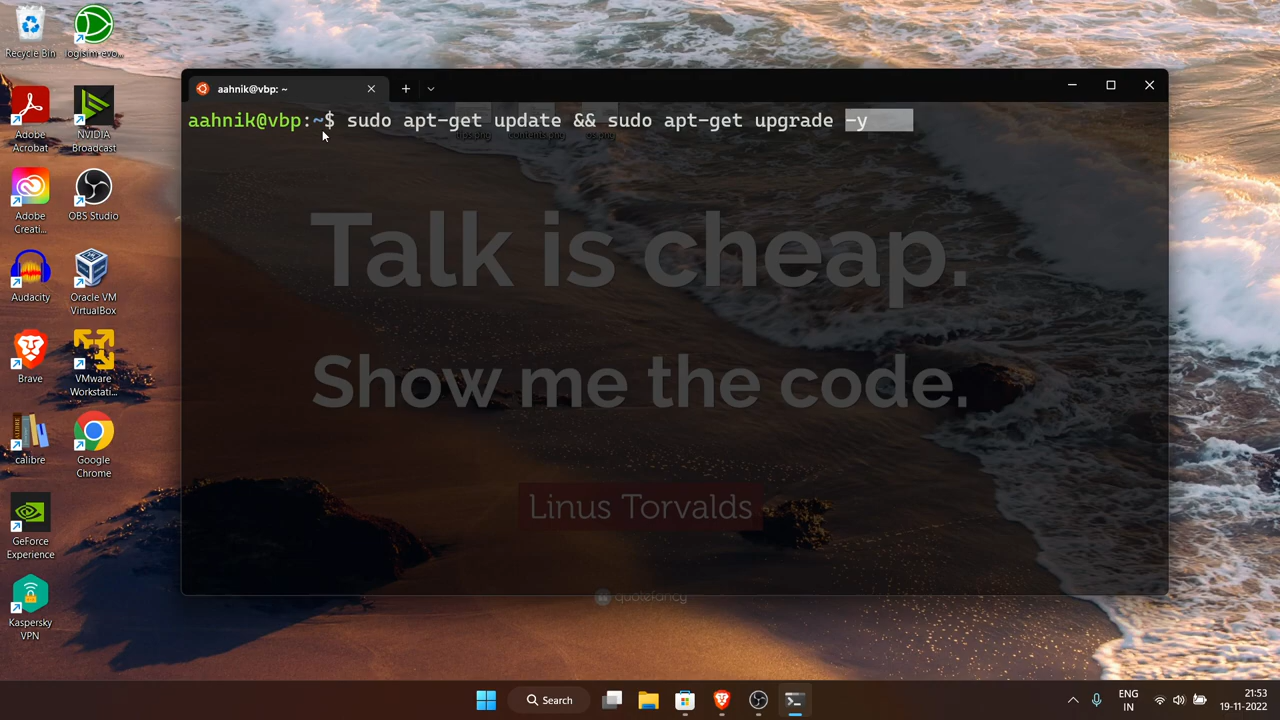 Recycle Bin
logisim-evo...
Adobe
Acrobat
NVIDIA
Broadcast
Adobe
Creati...
OBS Studio
Audacity
Oracle VM
VirtualBox
Brave
VMware
Workstati...
calibre
Google
Chrome
GeForce
Experience
Kaspersky
VPN
aahnik@vbp: ~
aahnik@vbp:~$ sudo apt-get update && sudo apt-get upgrade -y
Talk is cheap.
Show me the code.
Linus Torvalds
quotefancy
Search
ENG
IN
21:53
19-11-2022